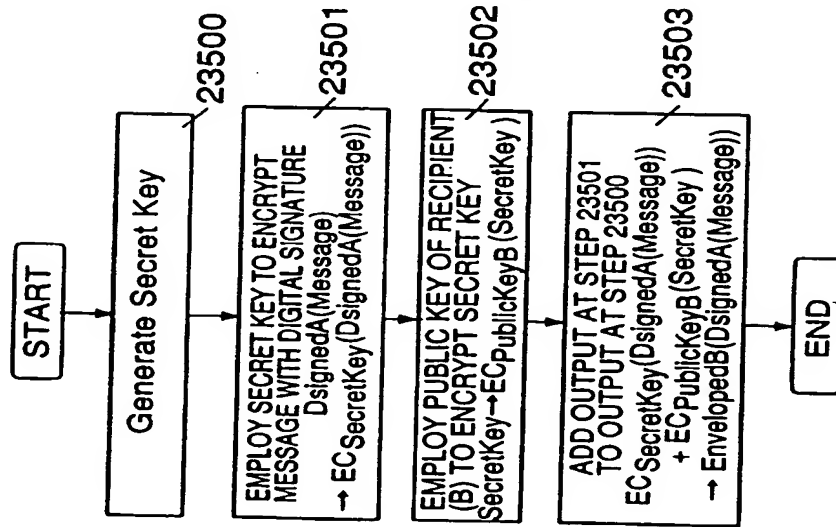 START
Generate Secret Key
23500
EMPLOY SECRET KEY TO ENCRYPT
MESSAGE WITH DIGITAL SIGNATURE
DsignedA(Message)
→ ECSecretKey(DsignedA(Message))
23501
EMPLOY PUBLIC KEY OF RECIPIENT
(B) TO ENCRYPT SECRET KEY
SecretKey→ECPublicKeyB(SecretKey)
23502
ADD OUTPUT AT STEP 23501
TO OUTPUT AT STEP 23500
ECSecretKey(DsignedA(Message))
+ ECPublicKeyB(SecretKey)
→ EnvelopedB(DsignedA(Message))
23503
END